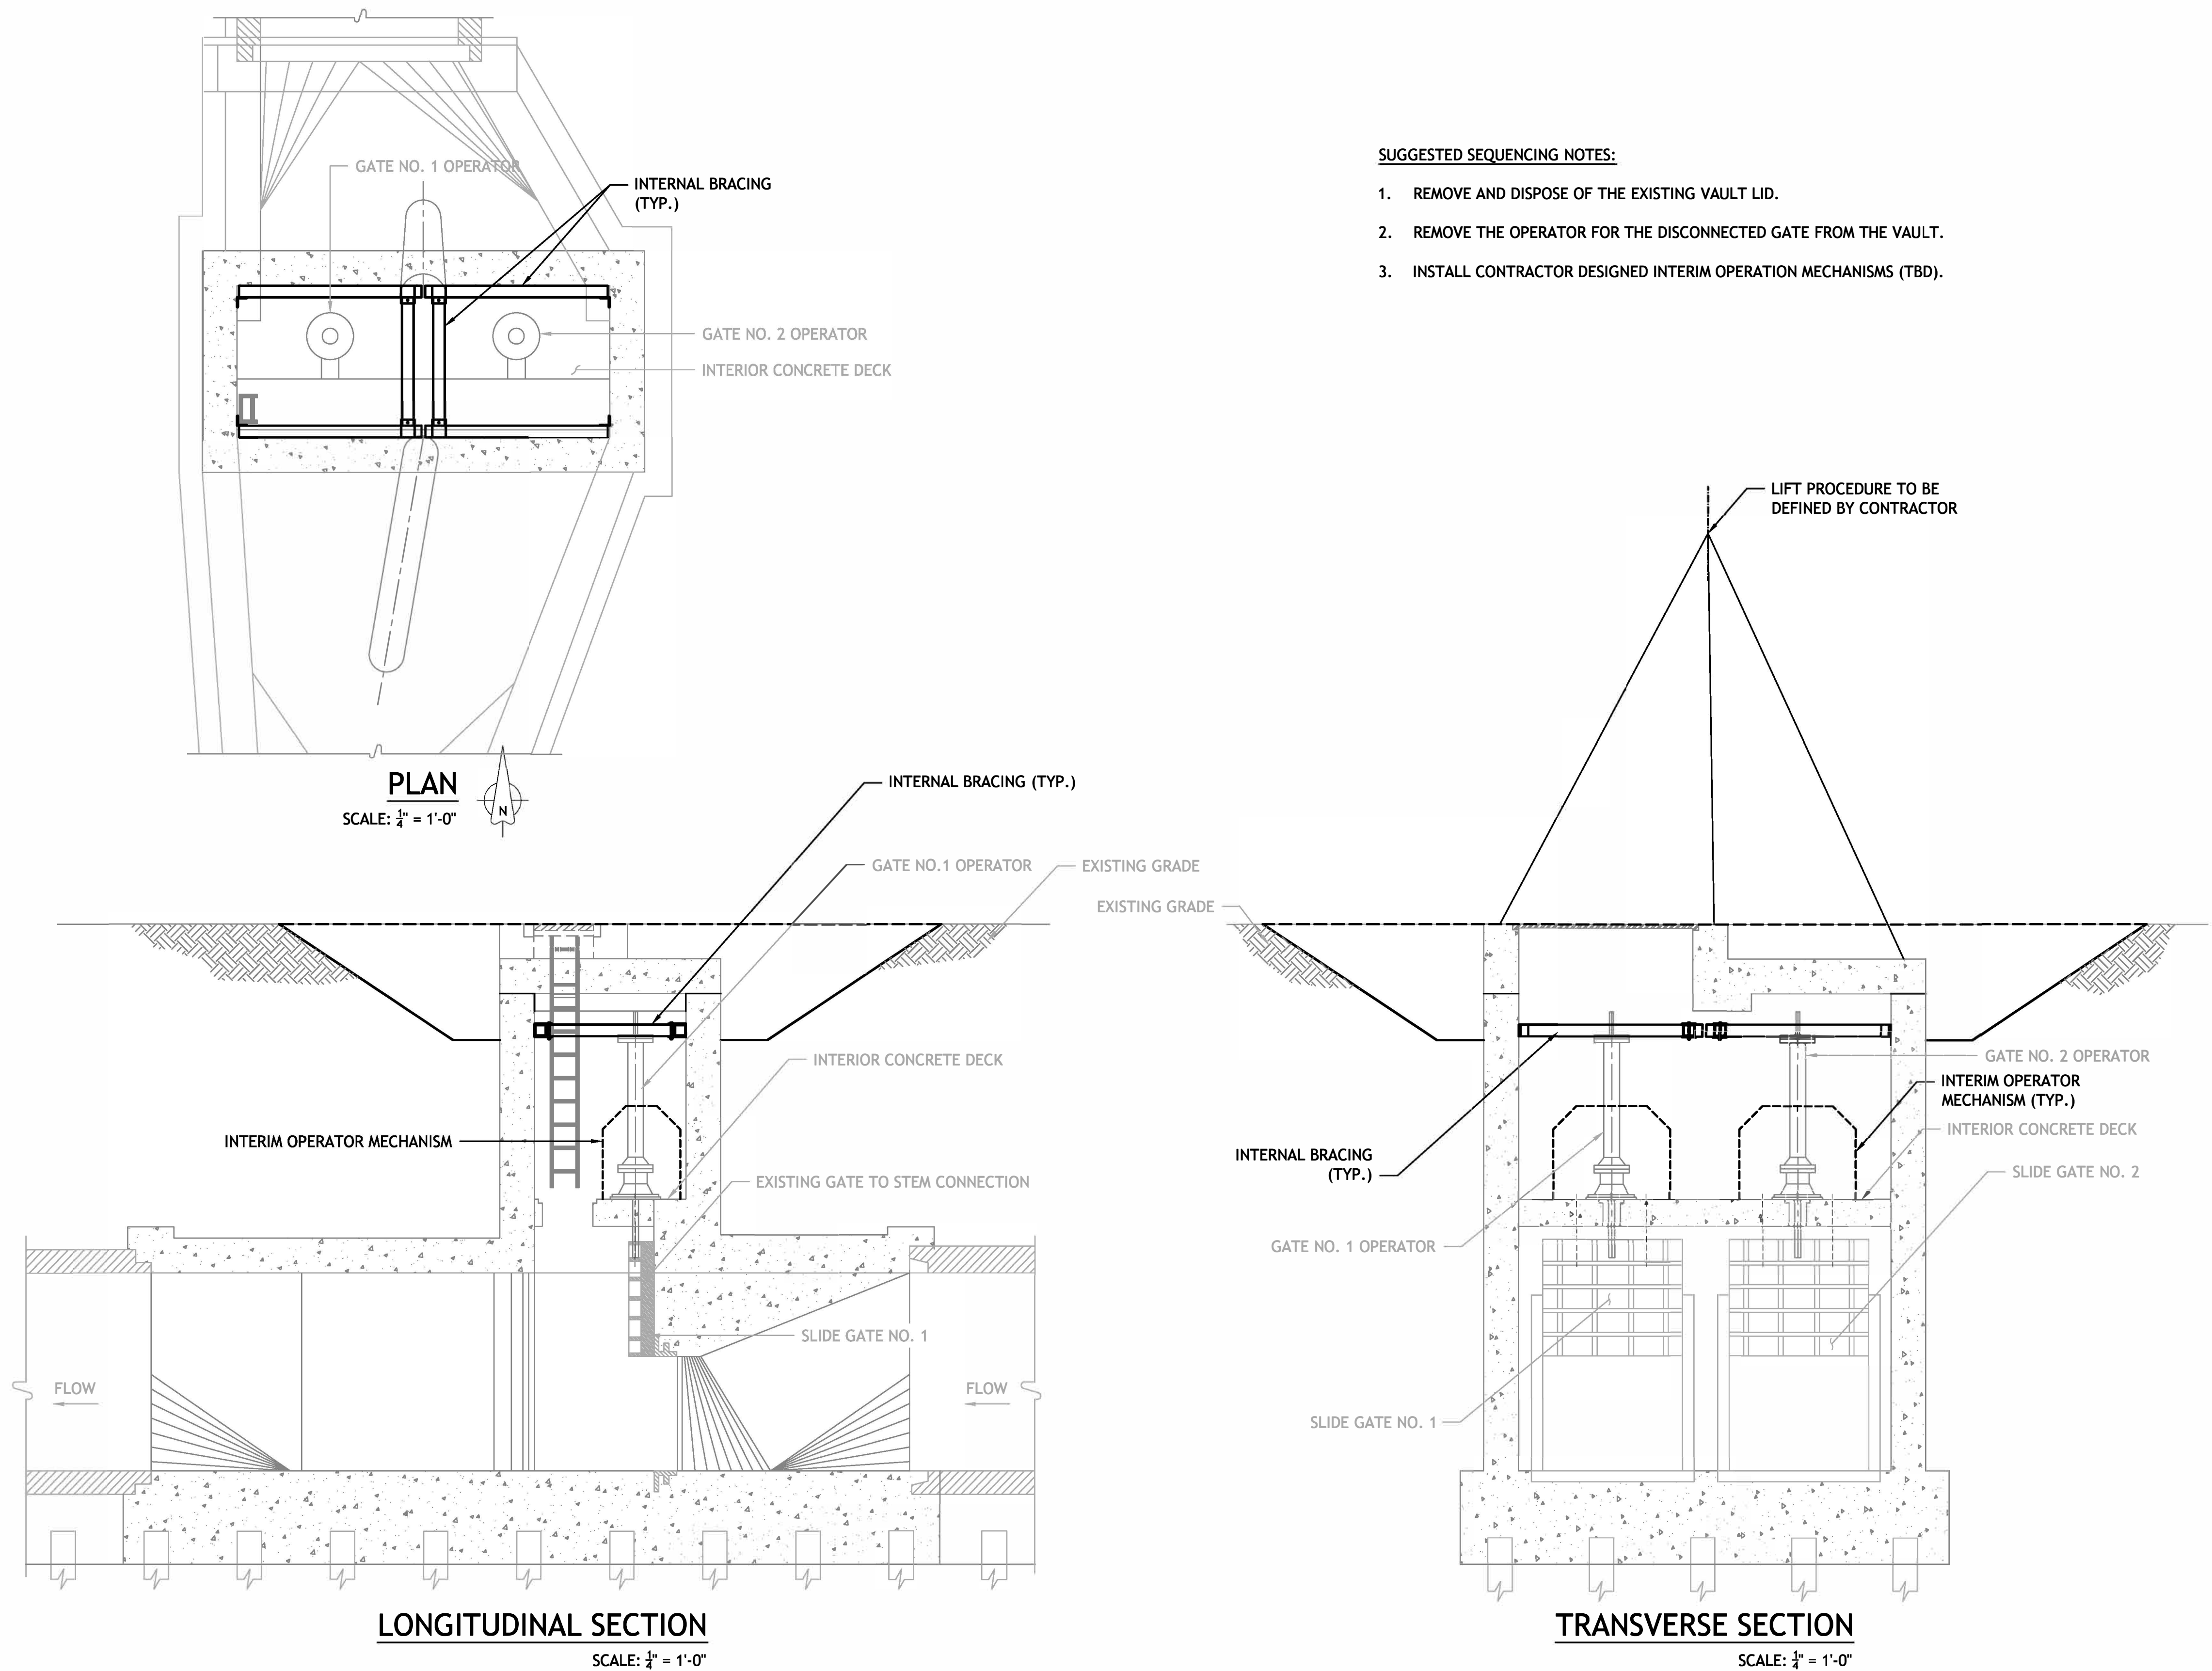 GATE NO. 1 OPERATOR
INTERNAL BRACING
(TYP.)
GATE NO. 2 OPERATOR
INTERIOR CONCRETE DECK
PLAN
SCALE: ¼" = 1'-0"
N
SUGGESTED SEQUENCING NOTES:
1. REMOVE AND DISPOSE OF THE EXISTING VAULT LID.
2. REMOVE THE OPERATOR FOR THE DISCONNECTED GATE FROM THE VAULT.
3. INSTALL CONTRACTOR DESIGNED INTERIM OPERATION MECHANISMS (TBD).
INTERNAL BRACING (TYP.)
GATE NO.1 OPERATOR
EXISTING GRADE
INTERIOR CONCRETE DECK
INTERIM OPERATOR MECHANISM
EXISTING GATE TO STEM CONNECTION
SLIDE GATE NO. 1
FLOW
FLOW
LONGITUDINAL SECTION
SCALE: ¼" = 1'-0"
LIFT PROCEDURE TO BE
DEFINED BY CONTRACTOR
EXISTING GRADE
GATE NO. 2 OPERATOR
INTERIM OPERATOR
MECHANISM (TYP.)
INTERIOR CONCRETE DECK
INTERNAL BRACING
(TYP.)
SLIDE GATE NO. 2
GATE NO. 1 OPERATOR
SLIDE GATE NO. 1
TRANSVERSE SECTION
SCALE: ¼" = 1'-0"